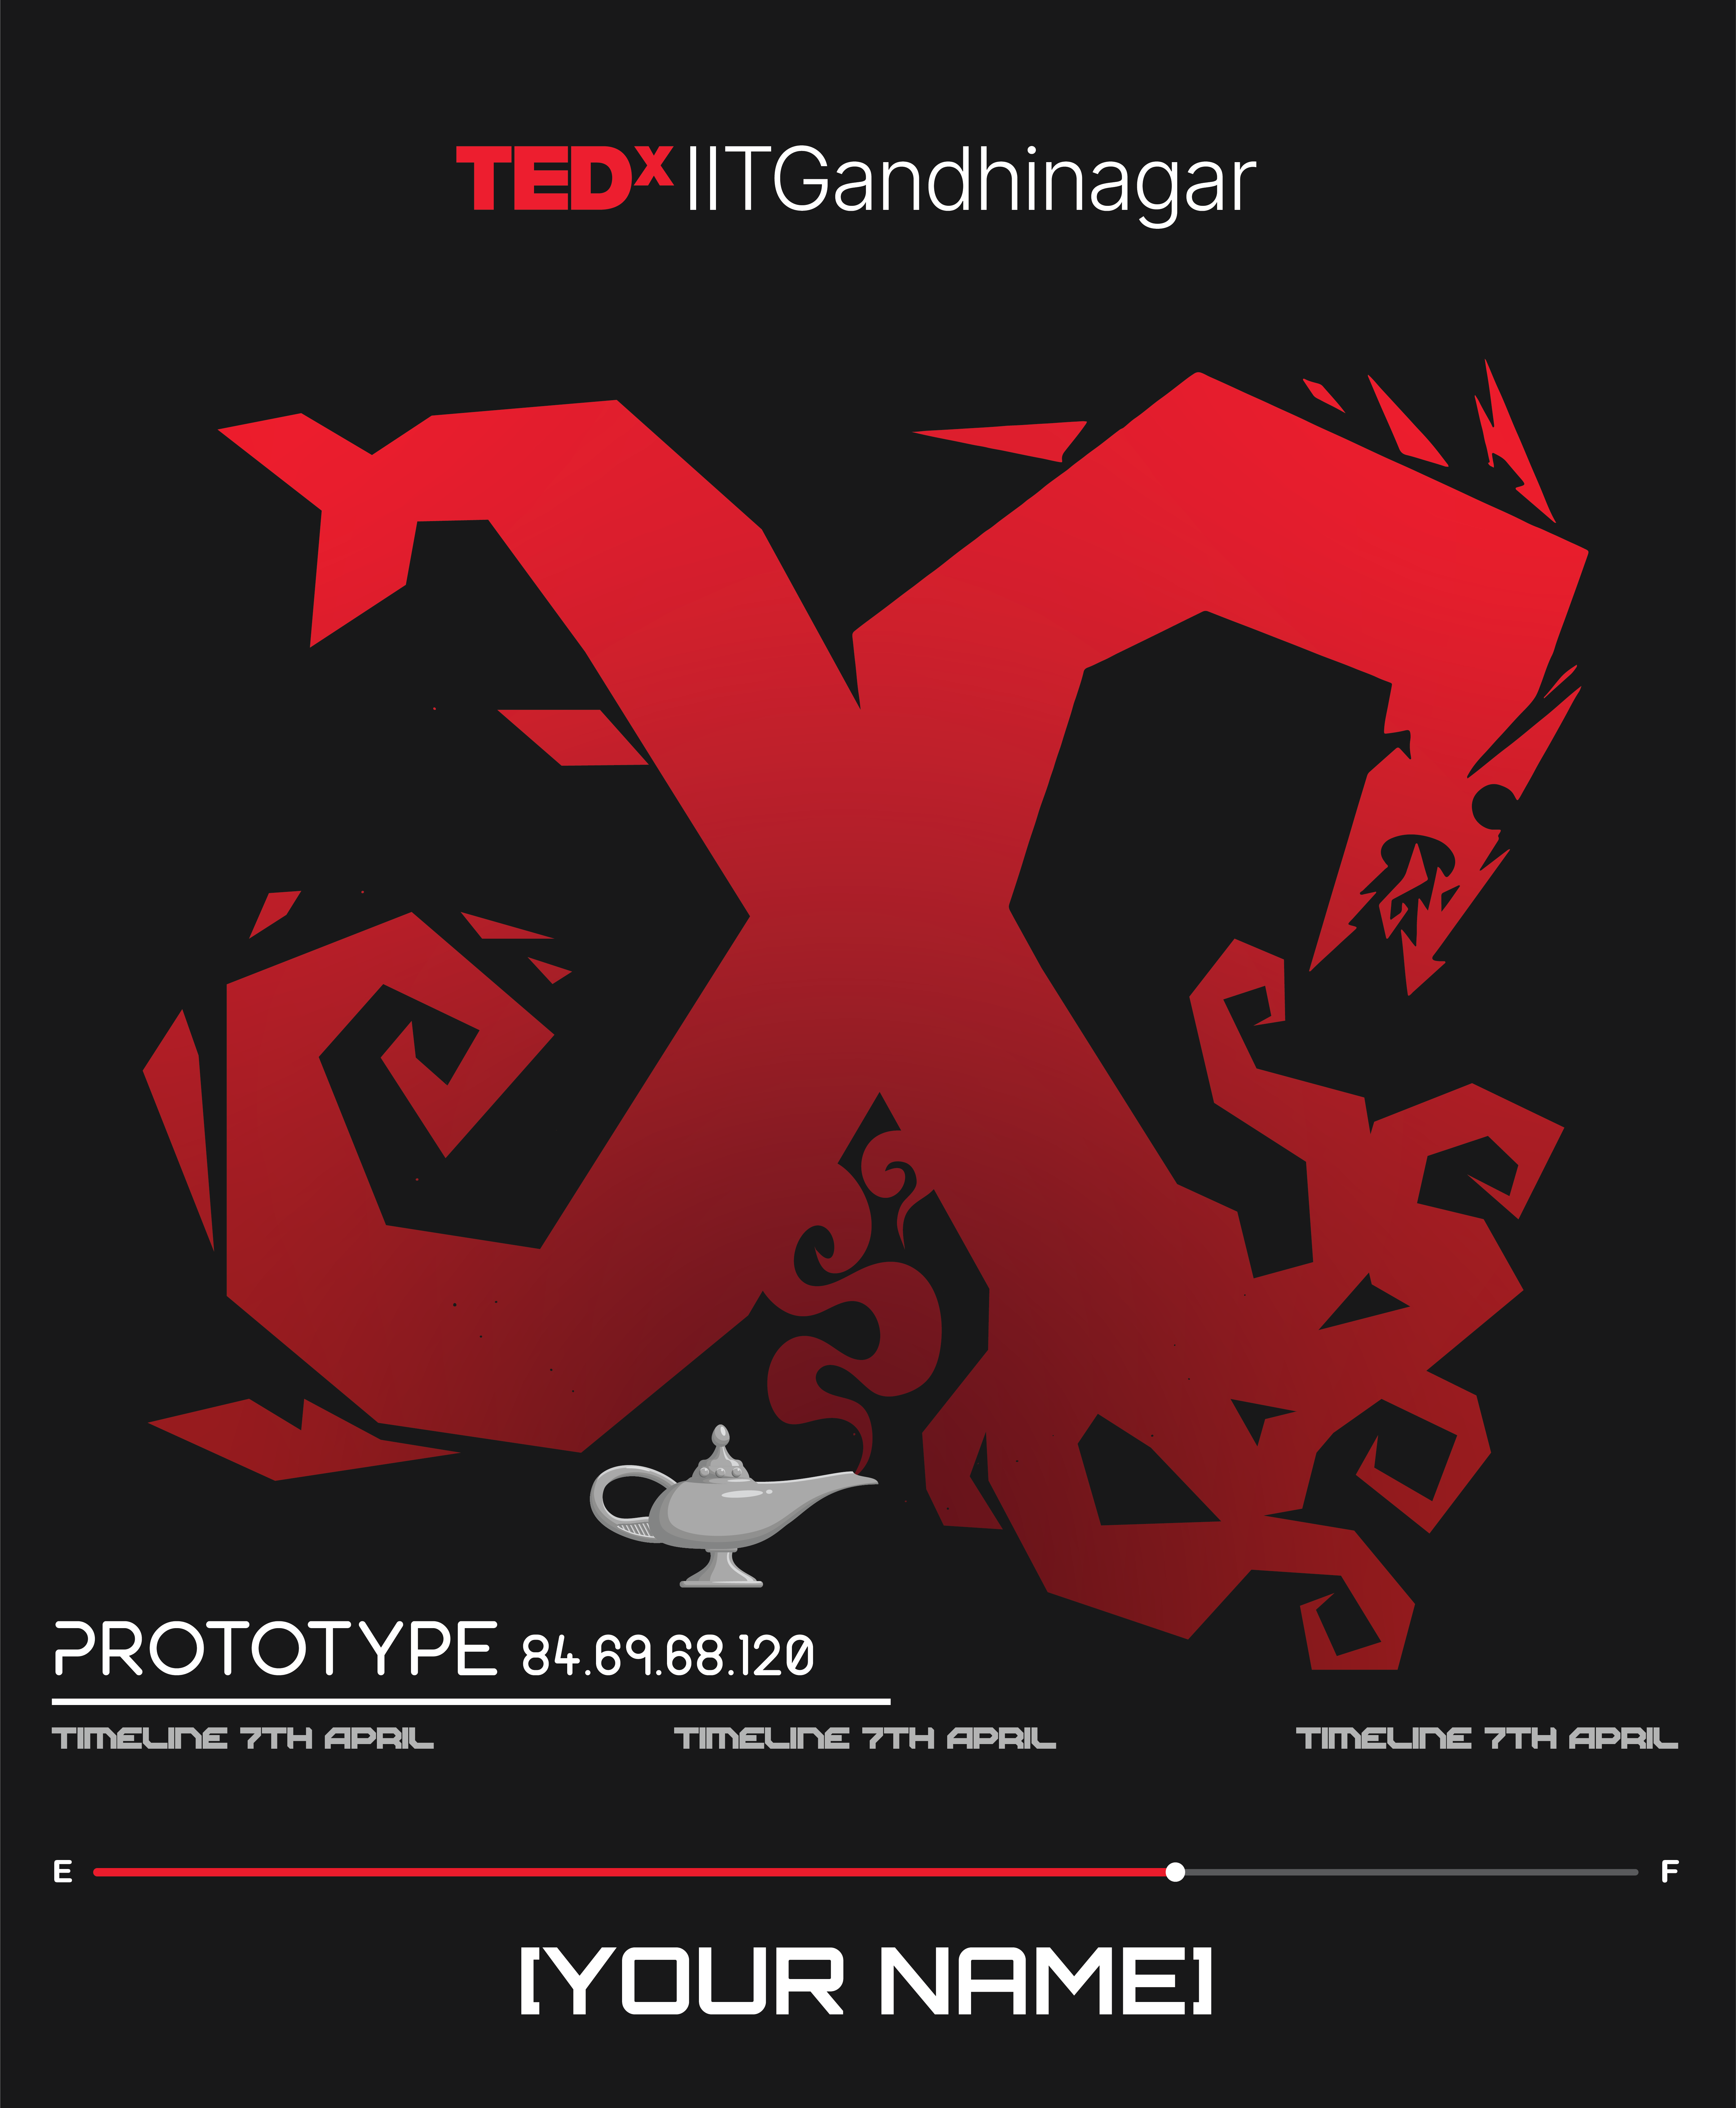 TEDx IITGandhinagar
PROTOTYPE 84.69.68.120
TIMELINE 7TH APRIL TIMELINE 7TH APRIL TIMELINE 7TH APRIL
E F
[YOUR NAME]